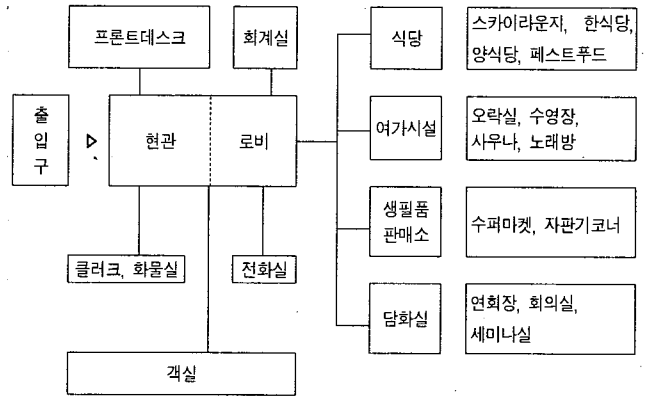 프론트데스크
회계실
식당
스카이라운지, 한식당,
양식당, 페스트푸드
출
입
구
현관
로비
여가시설
오락실, 수영장,
사우나, 노래방
생필품
판매소
수퍼마켓, 자판기코너
클러크, 화물실
전화실
담화실
연회장, 회의실,
세미나실
객실